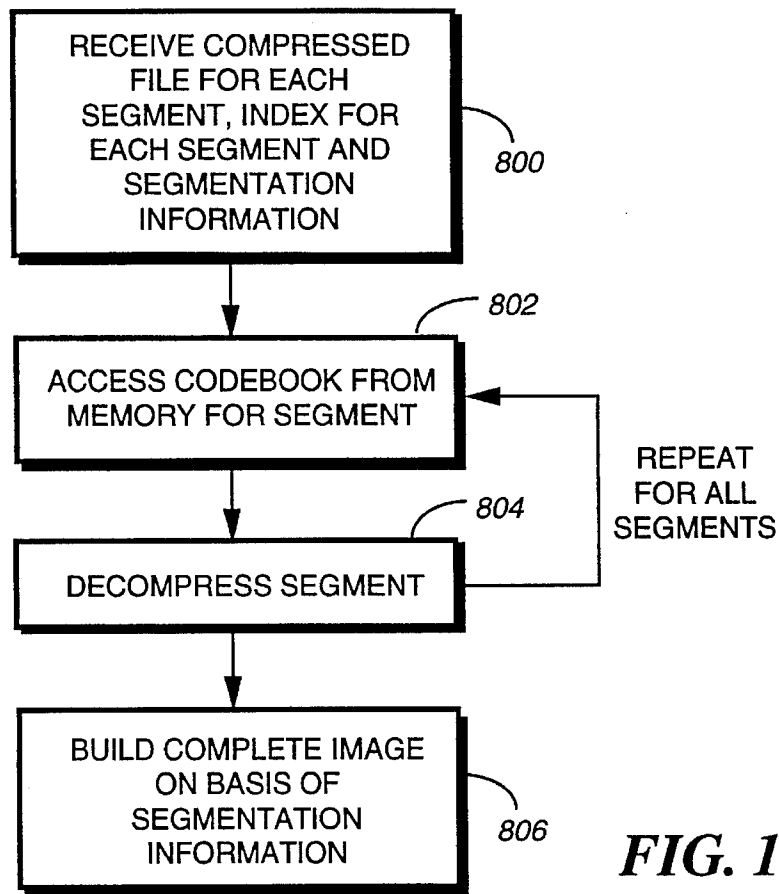 RECEIVE COMPRESSED
FILE FOR EACH
SEGMENT, INDEX FOR
EACH SEGMENT AND
SEGMENTATION
INFORMATION
800
802
ACCESS CODEBOOK FROM
MEMORY FOR SEGMENT
REPEAT
FOR ALL
SEGMENTS
804
DECOMPRESS SEGMENT
BUILD COMPLETE IMAGE
ON BASIS OF
SEGMENTATION
INFORMATION
806
FIG. 1